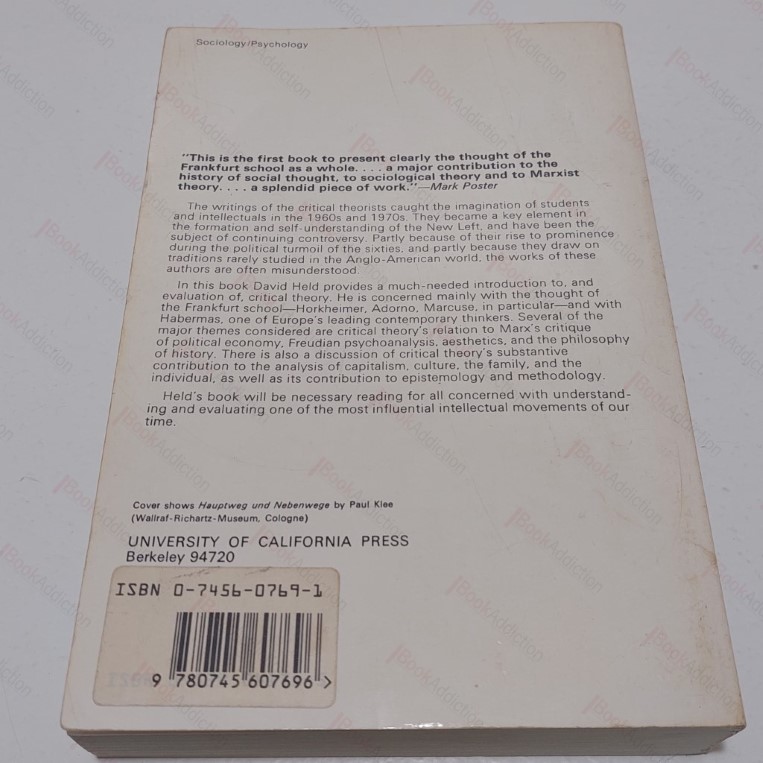 Sociology/Psychology
"This is the first book to present clearly the thought of the
Frankfurt school as a whole. . . . a major contribution to the
history of social thought, to sociological theory and to Marxist
theory. . . . a splendid piece of work."—Mark Poster
The writings of the critical theorists caught the imagination of students
and intellectuals in the 1960s and 1970s. They became a key element in
the formation and self-understanding of the New Left, and have been the
subject of continuing controversy. Partly because of their rise to prominence
during the political turmoil of the sixties, and partly because they draw on
traditions rarely studied in the Anglo-American world, the works of these
authors are often misunderstood.
In this book David Held provides a much-needed introduction to, and
evaluation of, critical theory. He is concerned mainly with the thought of
the Frankfurt school—Horkheimer, Adorno, Marcuse, in particular—and with
Habermas, one of Europe's leading contemporary thinkers. Several of the
major themes considered are critical theory's relation to Marx's critique
of political economy, Freudian psychoanalysis, aesthetics, and the philosophy
of history. There is also a discussion of critical theory's substantive
contribution to the analysis of capitalism, culture, the family, and the
individual, as well as its contribution to epistemology and methodology.
Held's book will be necessary reading for all concerned with understand-
ing and evaluating one of the most influential intellectual movements of our
time.
Cover shows Hauptweg und Nebenwege by Paul Klee
(Wallraf-Richartz-Museum, Cologne)
UNIVERSITY OF CALIFORNIA PRESS
Berkeley 94720
ISBN 0-7456-0769-1
9 780745 607696 >
BookAddiction